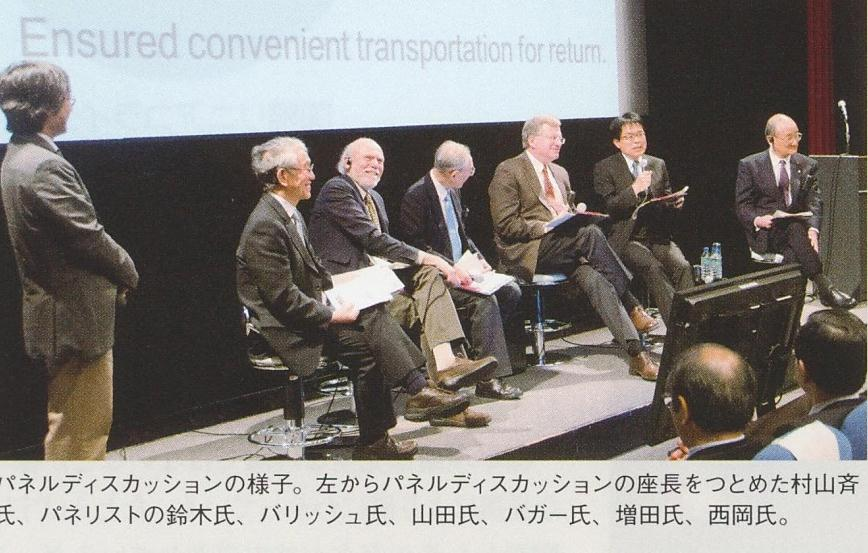 Ensured convenient transportation for return.
パネルディスカッションの様子。左からパネルディスカッションの座長をつとめた村山斉
氏、パネリストの鈴木氏、バリッシュ氏、山田氏、バガー氏、増田氏、西岡氏。